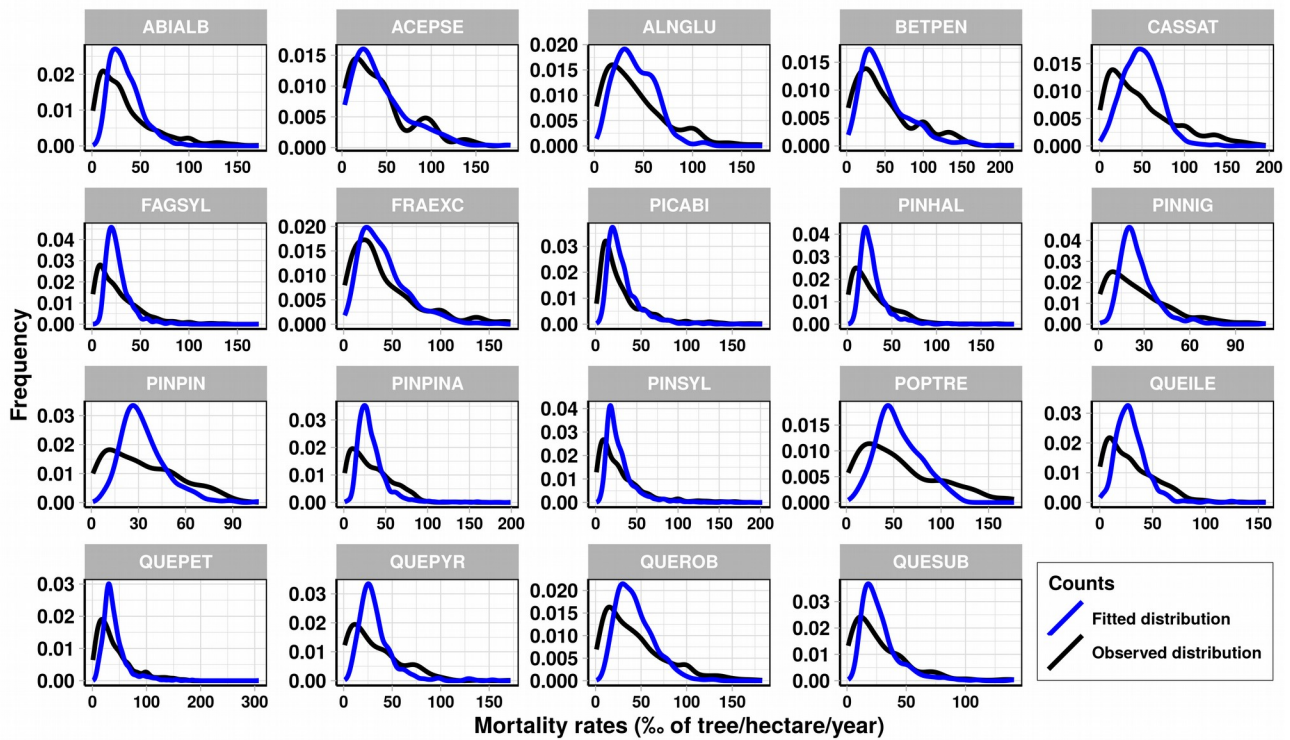 ABIALB ACEPSE ALNGLU BETPEN CASSAT
0.02 0.01 0.00
0.015 0.010 0.005 0.000
0.020 0.015 0.010 0.005 0.000
0.015 0.010 0.005 0.000
0.015 0.010 0.005 0.000
0 50 100 150
0 50 100 150
0 50 100 150
0 50 100 150 200
0 50 100 150 200
FAGSYL FRAEXC PICABI PINHAL PINNIG
0.04 0.03 0.02 0.01 0.00
0.020 0.015 0.010 0.005 0.000
0.03 0.02 0.01 0.00
0.04 0.03 0.02 0.01 0.00
0.04 0.03 0.02 0.01 0.00
0 50 100 150
0 50 100 150
0 50 100 150
0 50 100 150
0 30 60 90
Frequency
PINPIN PINPINA PINSYL POPTRE QUEILE
0.03 0.02 0.01 0.00
0.03 0.02 0.01 0.00
0.04 0.03 0.02 0.01 0.00
0.015 0.010 0.005 0.000
0.03 0.02 0.01 0.00
0 30 60 90
0 50 100 150 200
0 50 100 150 200
0 50 100 150
0 50 100 150
QUEPET QUEPYR QUEROB QUESUB
0.03 0.02 0.01 0.00
0.03 0.02 0.01 0.00
0.020 0.015 0.010 0.005 0.000
0.03 0.02 0.01 0.00
0 100 200 300
0 50 100 150
0 50 100 150
0 50 100
Counts
Fitted distribution
Observed distribution
Mortality rates (‰ of tree/hectare/year)